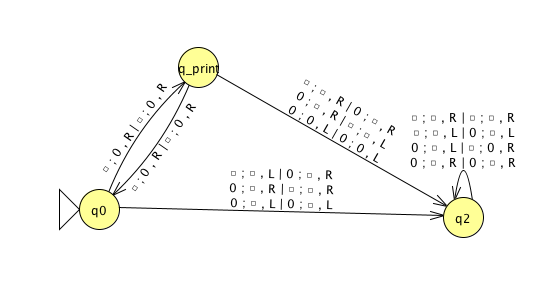 q_print
□;0,R|□;0,R
□;0,R|□;0,R
□;□,R|0;□,R
0;□,R|□;□,L
0;0,L|0;0,L
□;□,R|□;□,R
□;□,L|0;□,L
0;□,L|□;0,R
0;□,R|0;□,R
□;□,L|0;□,R
0;□,R|□;□,R
0;□,L|0;□,L
q0
q2